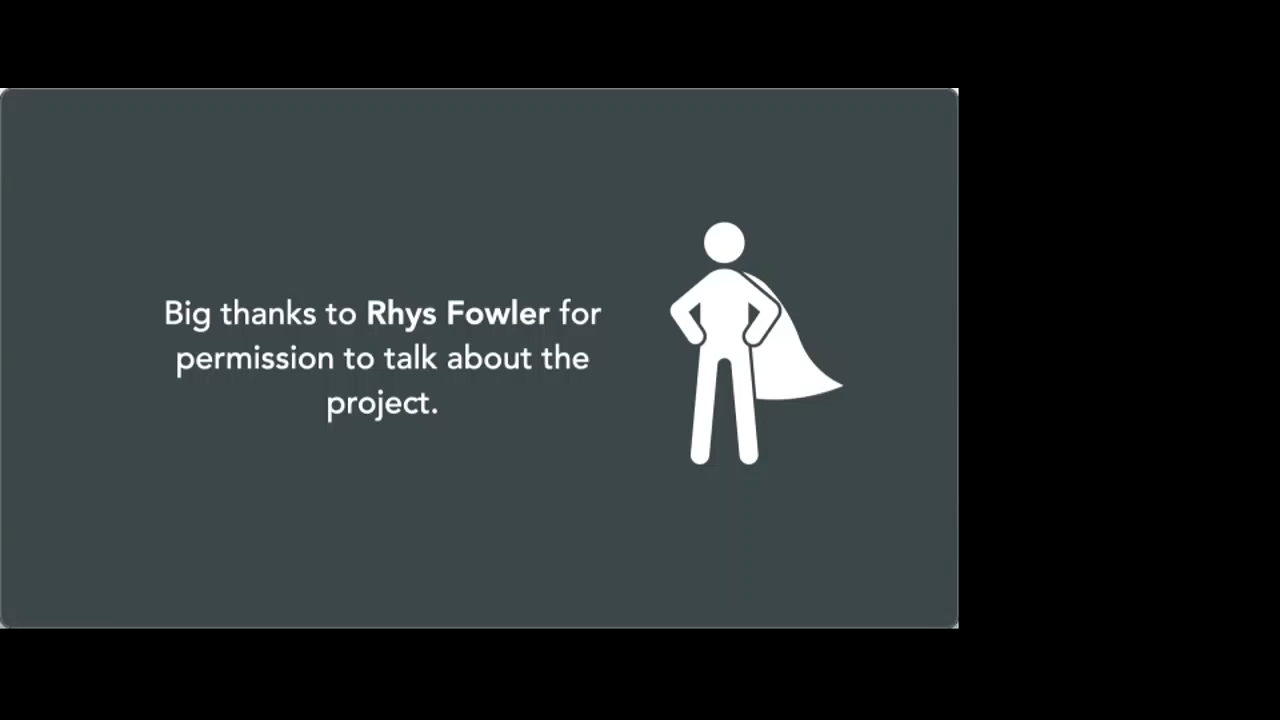 Big thanks to Rhys Fowler for
permission to talk about the
project.